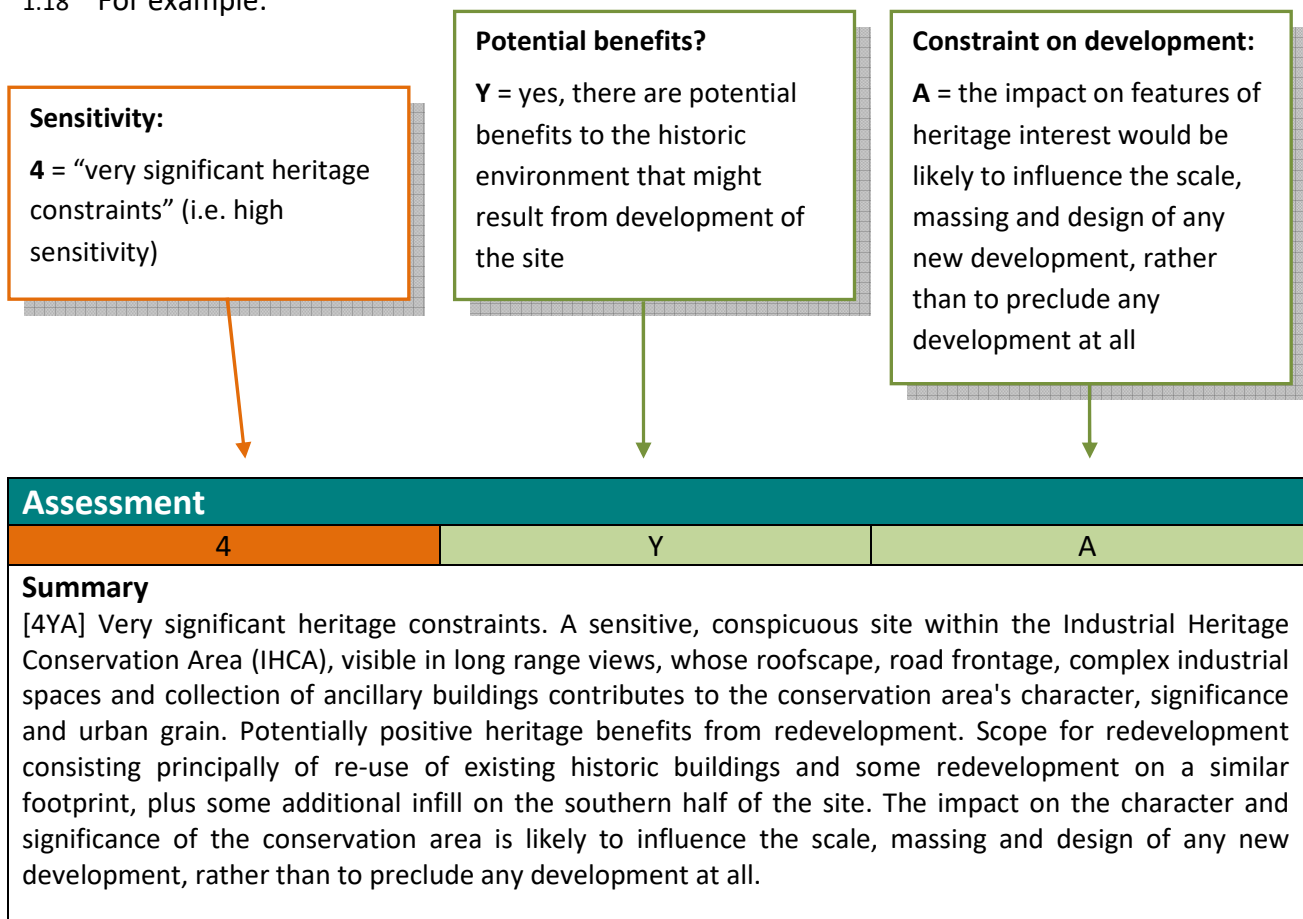 1.18 For example:
Sensitivity:
4 = “very significant heritage
constraints” (i.e. high
sensitivity)
Potential benefits?
Y = yes, there are potential
benefits to the historic
environment that might
result from development of
the site
Constraint on development:
A = the impact on features of
heritage interest would be
likely to influence the scale,
massing and design of any
new development, rather
than to preclude any
development at all
Assessment
4 Y A
Summary
[4YA] Very significant heritage constraints. A sensitive, conspicuous site within the Industrial Heritage
Conservation Area (IHCA), visible in long range views, whose roofscape, road frontage, complex industrial
spaces and collection of ancillary buildings contributes to the conservation area's character, significance
and urban grain. Potentially positive heritage benefits from redevelopment. Scope for redevelopment
consisting principally of re-use of existing historic buildings and some redevelopment on a similar
footprint, plus some additional infill on the southern half of the site. The impact on the character and
significance of the conservation area is likely to influence the scale, massing and design of any new
development, rather than to preclude any development at all.